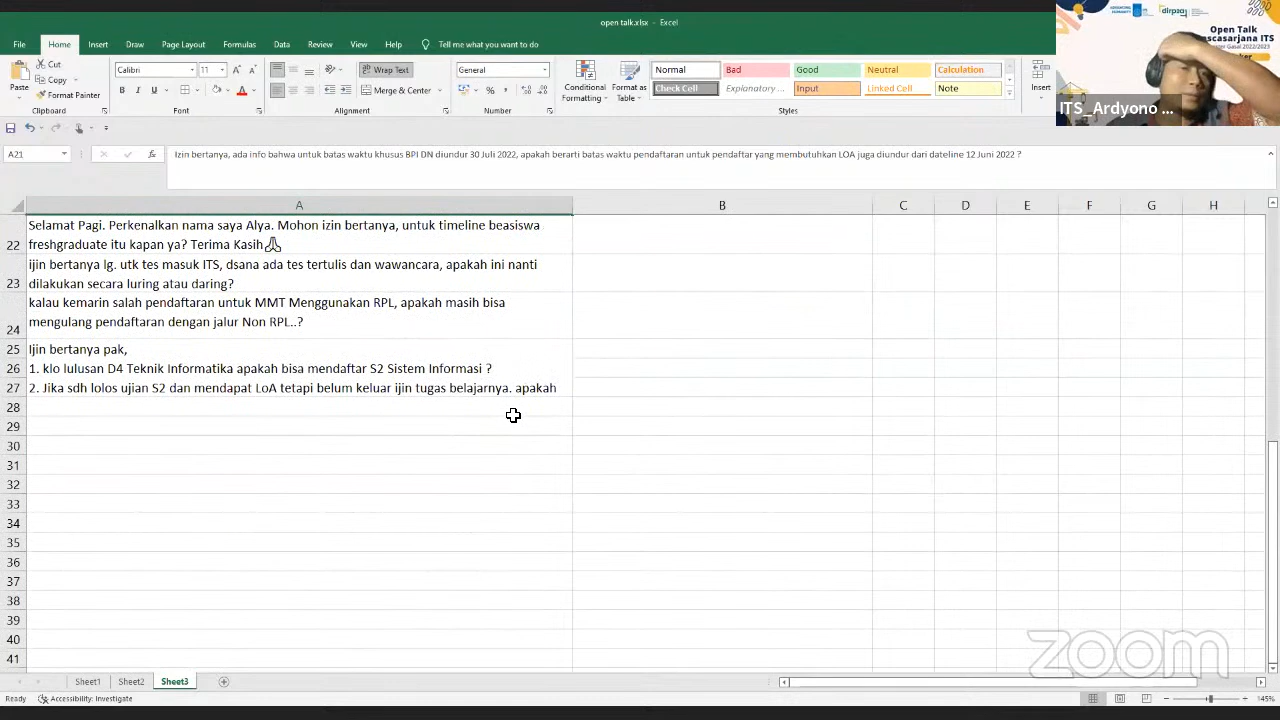 open talk.xlsx - Excel
File Home Insert Draw Page Layout Formulas Data Review View Help Tell me what you want to do
Paste
Cut
Copy
Format Painter
Clipboard
Calibri 11
B I U
Font
Wrap Text
Merge & Center
Alignment
General
Number
Conditional Formatting
Format as Table
Normal Bad Good Neutral Calculation
Check Cell Explanatory ... Input Linked Cell Note
Styles
Insert
Open Talk
scasarjana ITS
ITS_Ardyono ...
A21
fx
Izin bertanya, ada info bahwa untuk batas waktu khusus BPI DN diundur 30 Juli 2022, apakah berarti batas waktu pendaftaran untuk pendaftar yang membutuhkan LOA juga diundur dari dateline 12 Juni 2022 ?
A B C D E F G H
Selamat Pagi. Perkenalkan nama saya Alya. Mohon izin bertanya, untuk timeline beasiswa
22 freshgraduate itu kapan ya? Terima Kasih🙏
ijin bertanya lg. utk tes masuk ITS, dsana ada tes tertulis dan wawancara, apakah ini nanti
23 dilakukan secara luring atau daring?
kalau kemarin salah pendaftaran untuk MMT Menggunakan RPL, apakah masih bisa
24 mengulang pendaftaran dengan jalur Non RPL..?
25 Ijin bertanya pak,
26 1. klo lulusan D4 Teknik Informatika apakah bisa mendaftar S2 Sistem Informasi ?
27 2. Jika sdh lolos ujian S2 dan mendapat LoA tetapi belum keluar ijin tugas belajarnya. apakah
28
29
30
31
32
33
34
35
36
37
38
39
40
41
zoom
Sheet1 Sheet2 Sheet3
Ready Accessibility: Investigate 145%